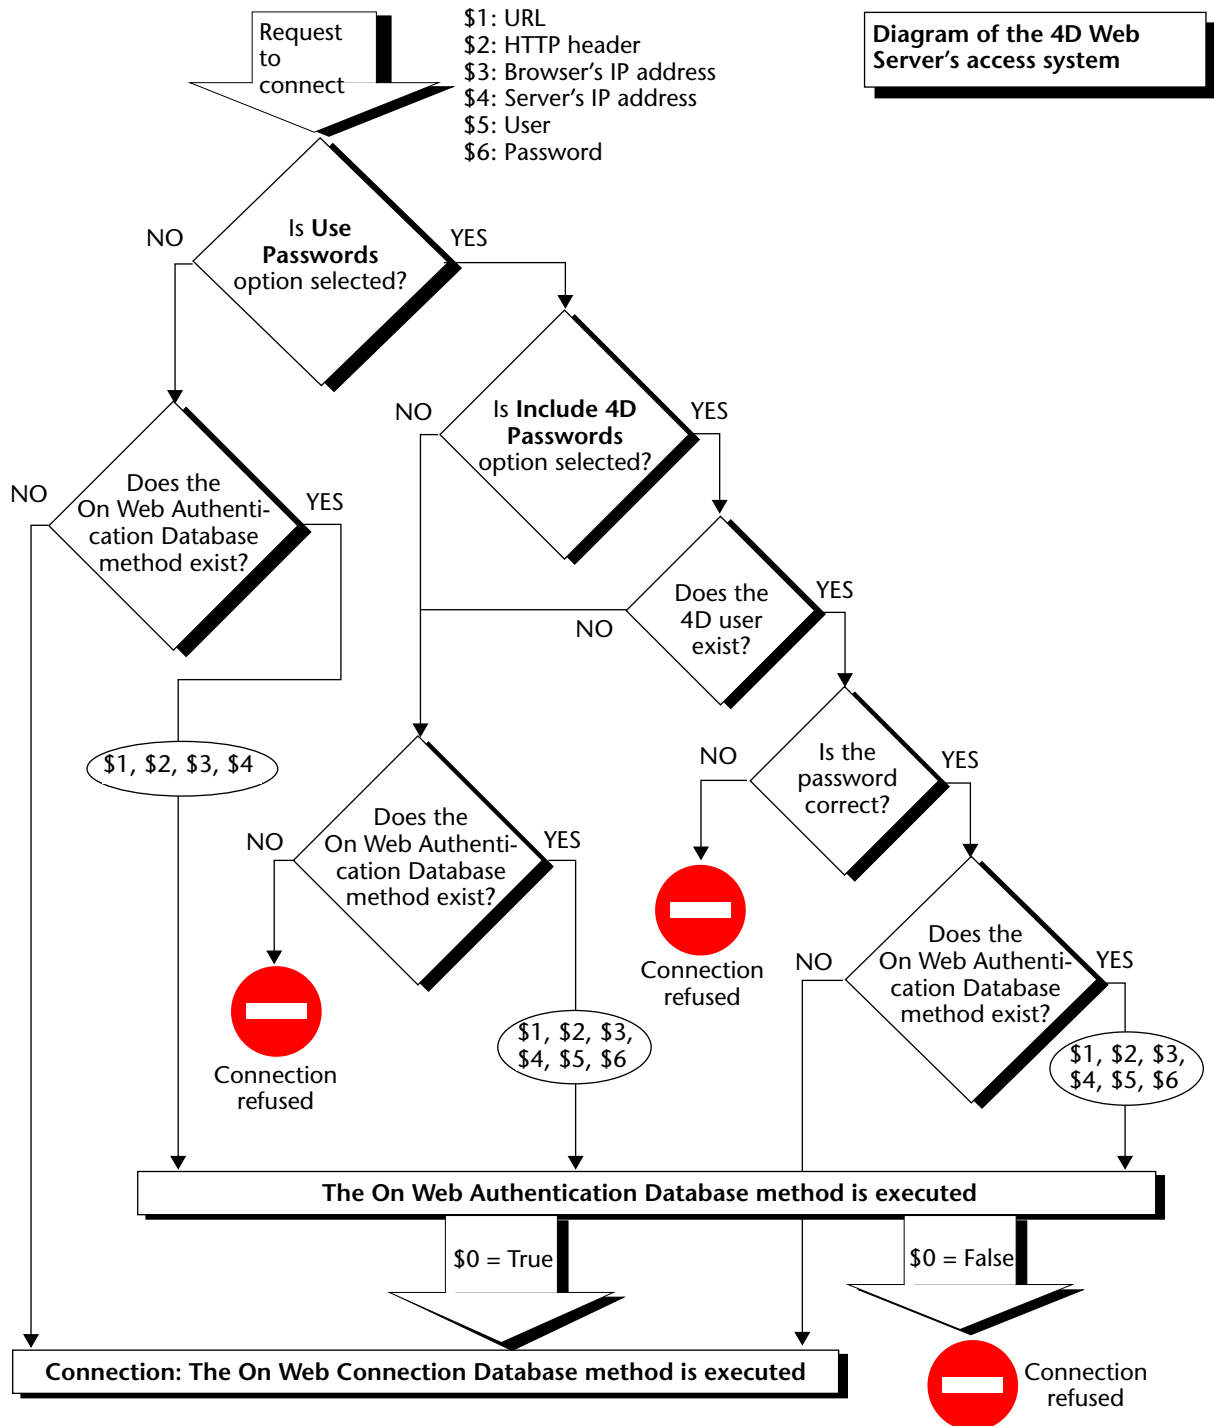 Request
to
connect
$1: URL
$2: HTTP header
$3: Browser's IP address
$4: Server's IP address
$5: User
$6: Password
Diagram of the 4D Web
Server's access system
NO
Is Use
Passwords
option selected?
YES
NO
Is Include 4D
Passwords
option selected?
YES
NO
Does the
On Web Authenti-
cation Database
method exist?
YES
Does the
4D user
exist?
YES
NO
$1, $2, $3, $4
NO
Is the
password
correct?
YES
NO
Does the
On Web Authenti-
cation Database
method exist?
YES
Connection
refused
NO
Does the
On Web Authenti-
cation Database
method exist?
YES
Connection
refused
$1, $2, $3,
$4, $5, $6
$1, $2, $3,
$4, $5, $6
The On Web Authentication Database method is executed
$0 = True
$0 = False
Connection: The On Web Connection Database method is executed
Connection
refused